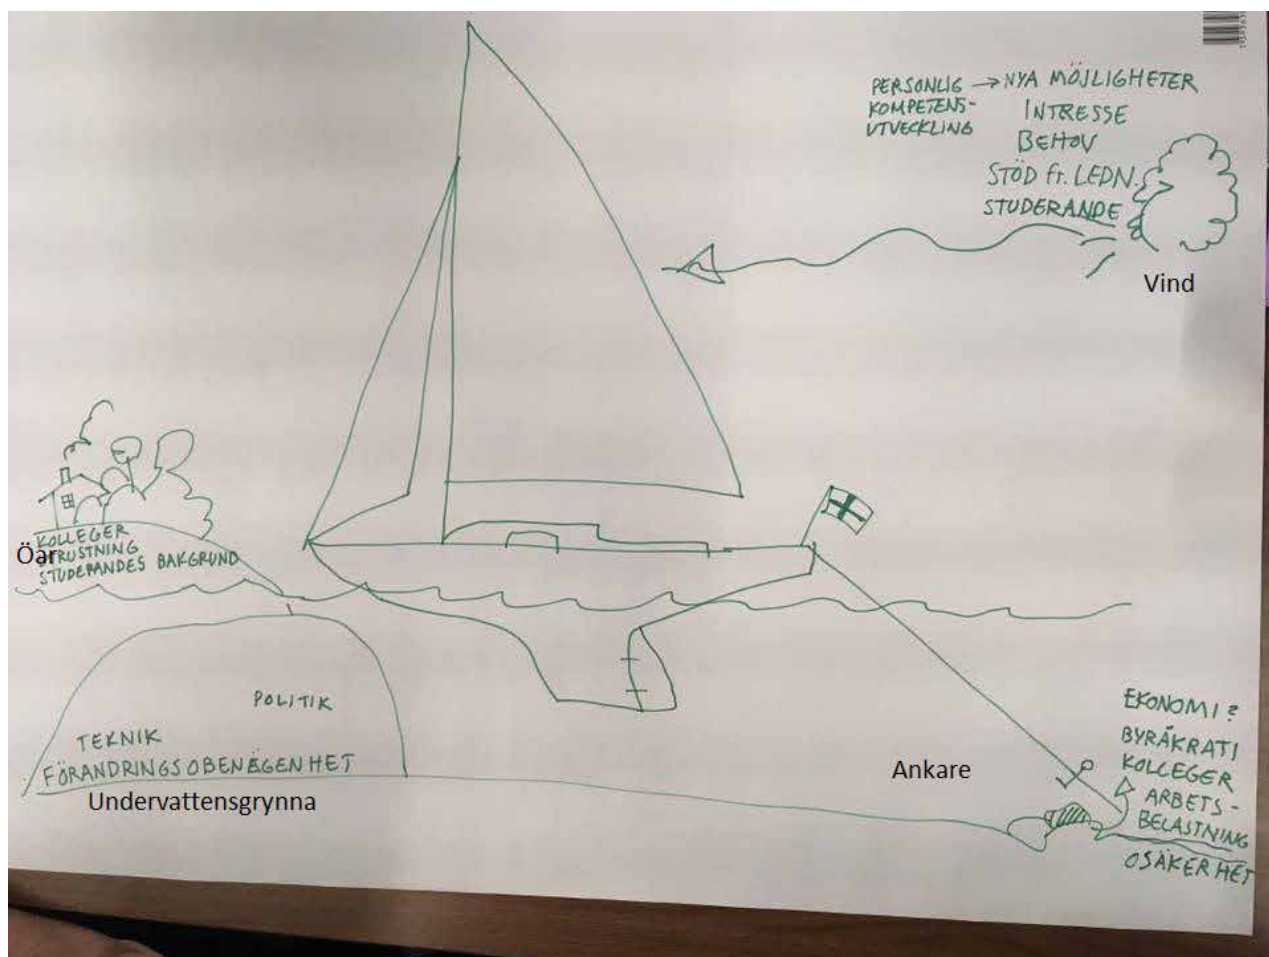 PERSONLIG → NYA MÖJLIGHETER
KOMPETENS-
UTVECKLING
INTRESSE
BEHOV
STÖD fr. LEDN.
STUDERANDE
Vind
KOLLEGER
Öar
STUDERANDES BAKGRUND
POLITIK
TEKNIK
FÖRÄNDRINGSOBENÄGENHET
Undervattensgrynna
Ankare
EKONOMI?
BYRÅKRATI
KOLLEGER
ARBETS-
BELASTNING
OSÄKERHET